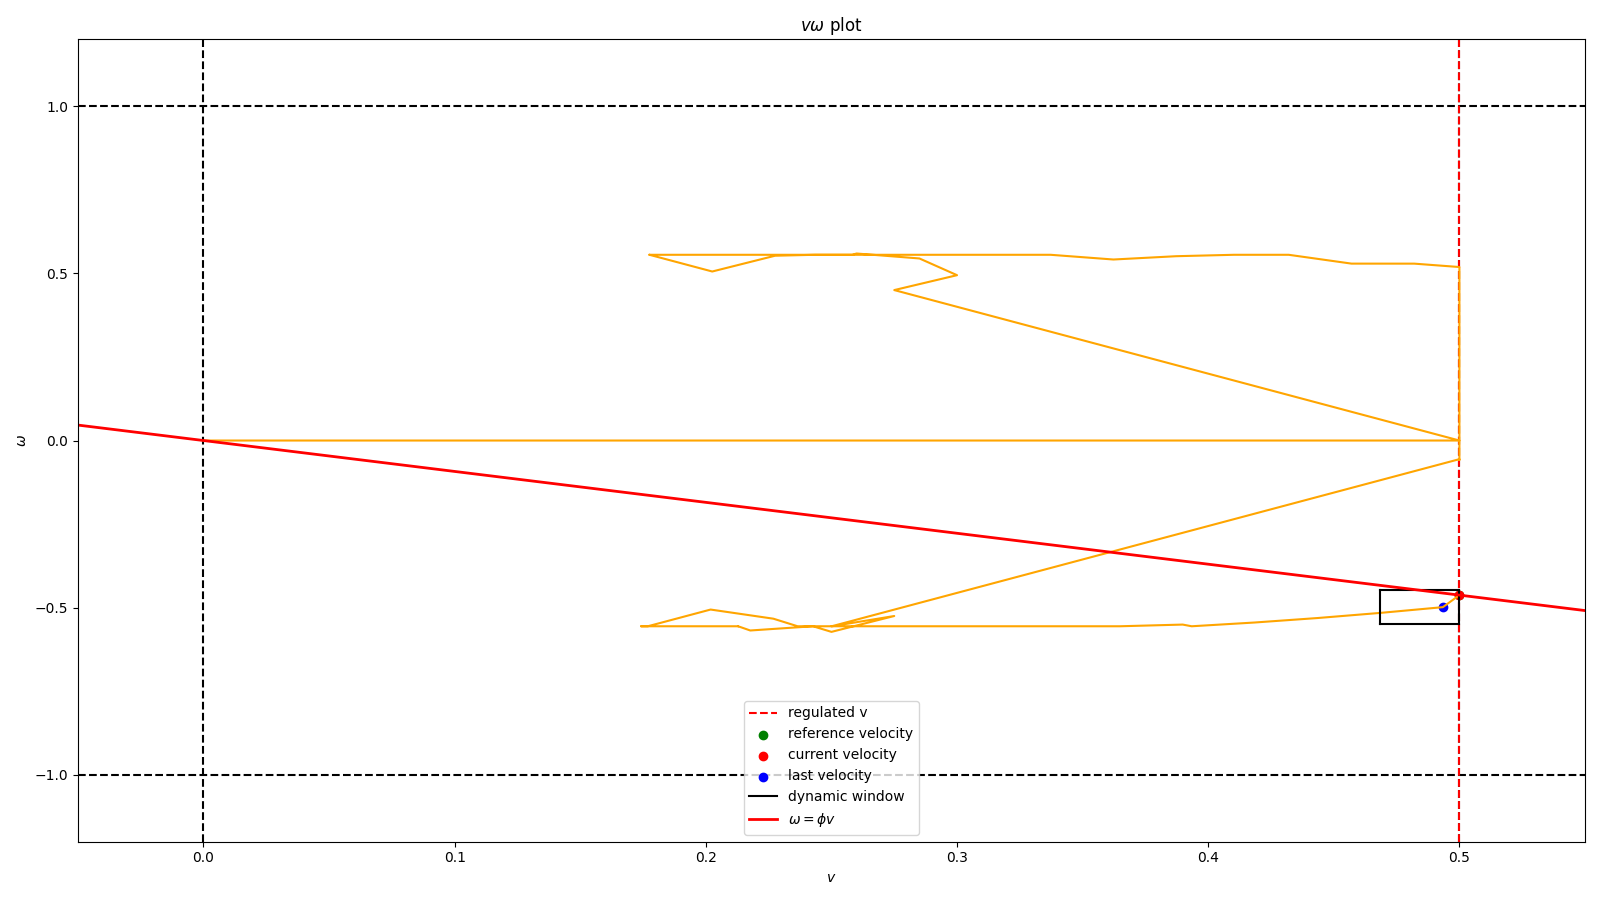 vω plot
1.0
0.5
0.0
−0.5
−1.0
ω
regulated v
reference velocity
current velocity
last velocity
dynamic window
ω = ϕv
0.0 0.1 0.2 0.3 0.4 0.5
v